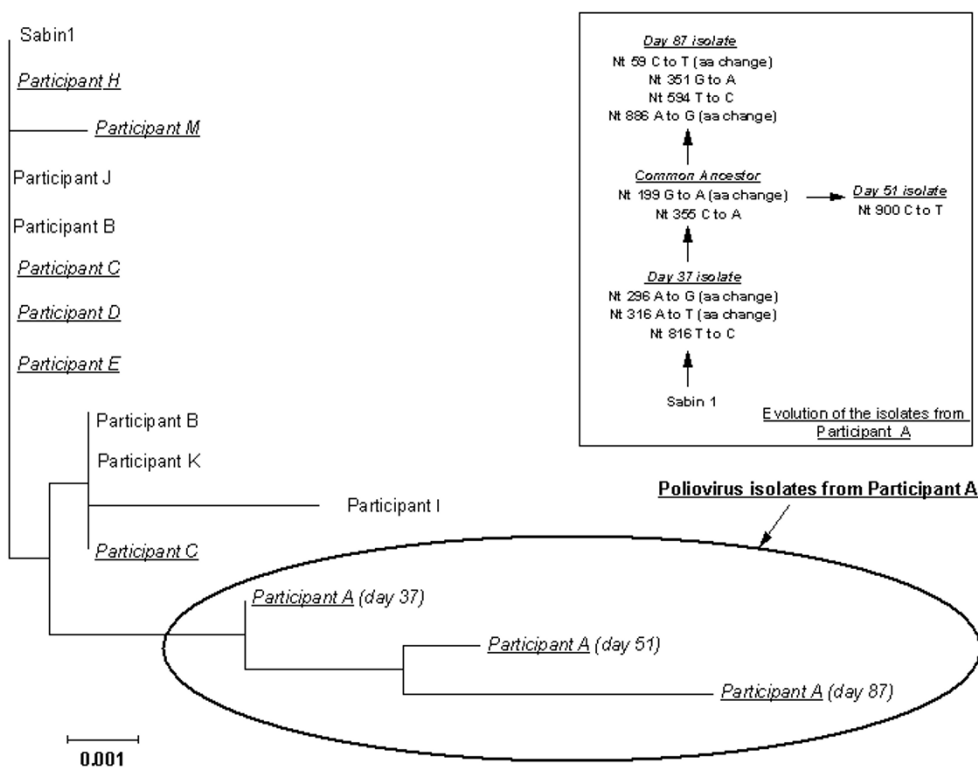 Sabin1
Participant H
Participant M
Participant J
Participant B
Participant C
Participant D
Participant E
Participant B
Participant K
Participant I
Participant C
Participant A (day 37)
Participant A (day 51)
Participant A (day 87)
0.001
Day 87 isolate
Nt 59 C to T (aa change)
Nt 351 G to A
Nt 594 T to C
Nt 886 A to G (aa change)
Common Ancestor
Nt 199 G to A (aa change)
Nt 355 C to A
Day 51 isolate
Nt 900 C to T
Day 37 isolate
Nt 296 A to G (aa change)
Nt 316 A to T (aa change)
Nt 816 T to C
Sabin 1
Evolution of the isolates from
Participant A
Poliovirus isolates from Participant A